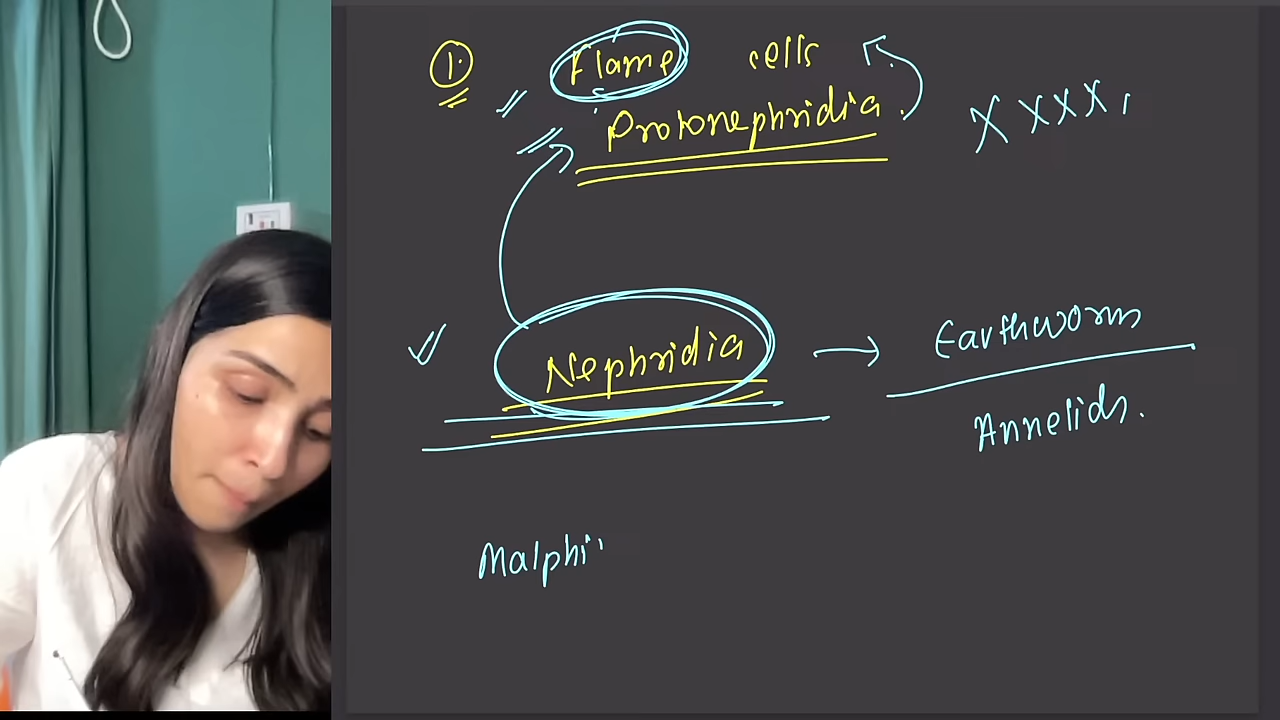 1. Flame cells
Protonephridia. X X X X,
Nephridia → Earthworm
Annelids.
Malphi